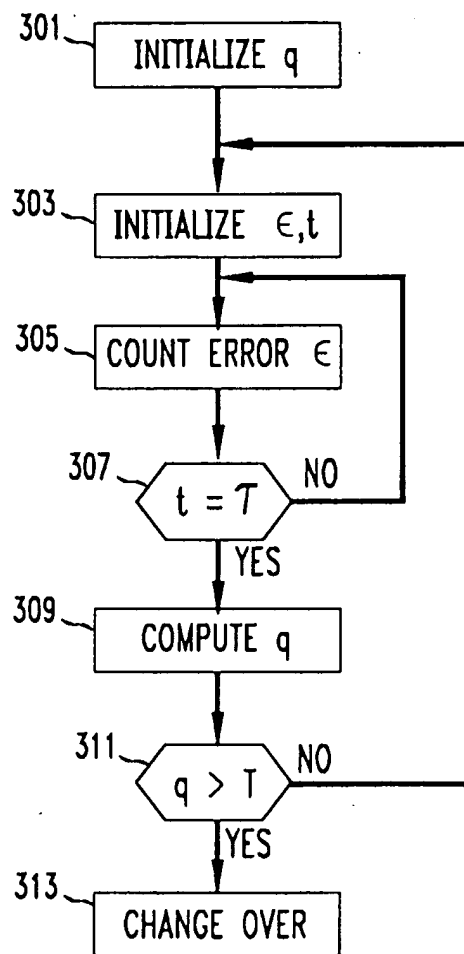 301
INITIALIZE q
303
INITIALIZE ϵ,t
305
COUNT ERROR ϵ
307
t = τ
NO
YES
309
COMPUTE q
311
q > T
NO
YES
313
CHANGE OVER